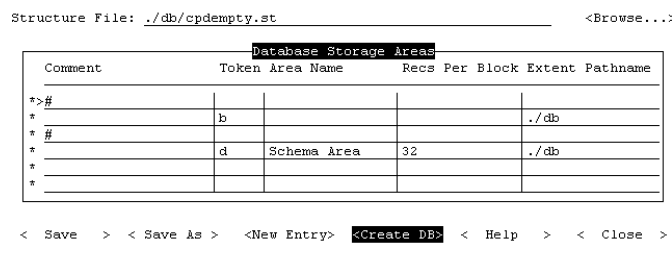 Structure File: ./db/cpdempty.st <Browse...>
Database Storage Areas
Comment Token Area Name Recs Per Block Extent Pathname
*>#
* b ./db
* #
* d Schema Area 32 ./db
*
*
< Save > < Save As > <New Entry> <Create DB> < Help > < Close >